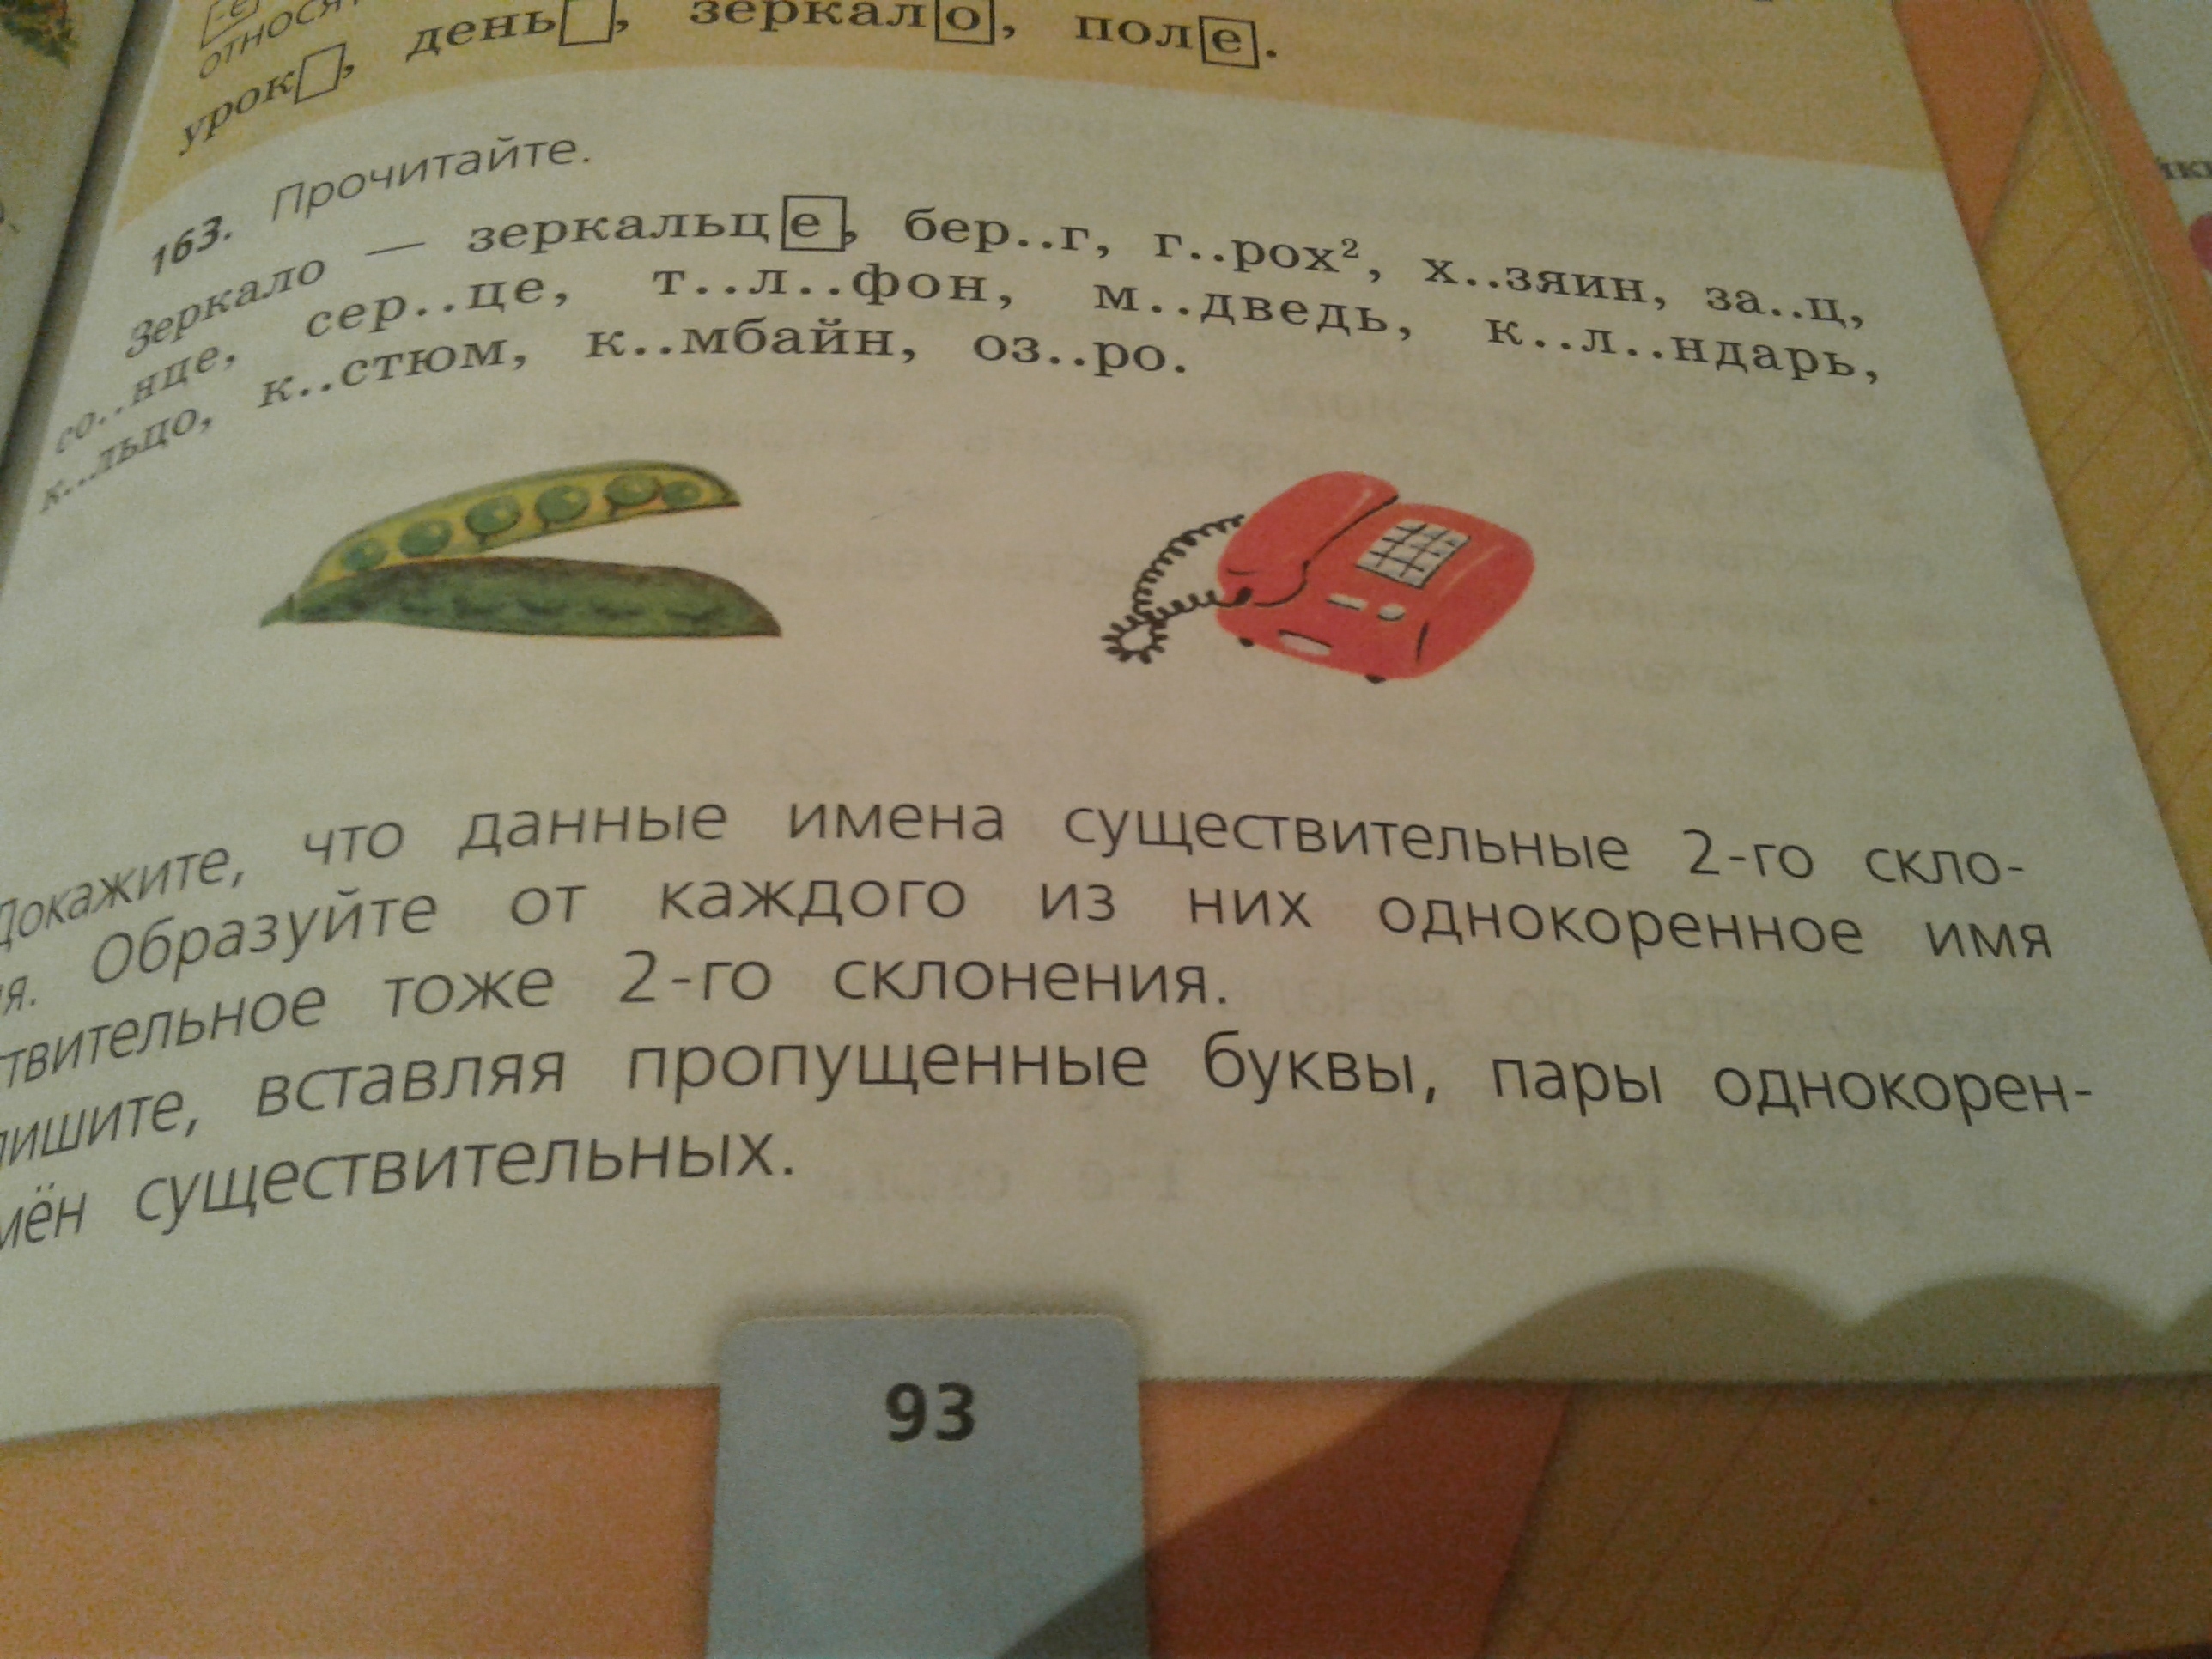 относя
урок, день, зеркало, поле.
163. Прочитайте.
Зеркало — зеркальце, бер..г, г..рох², х..зяин, за..ц,
со..нце, сер..це, т..л..фон, м..дведь, к..л..ндарь,
к..льцо, к..стюм, к..мбайн, оз..ро.
Докажите, что данные имена существительные 2-го скло-
я. Образуйте от каждого из них однокоренное имя
ствительное тоже 2-го склонения.
пишите, вставляя пропущенные буквы, пары однокорен-
мён существительных.
93